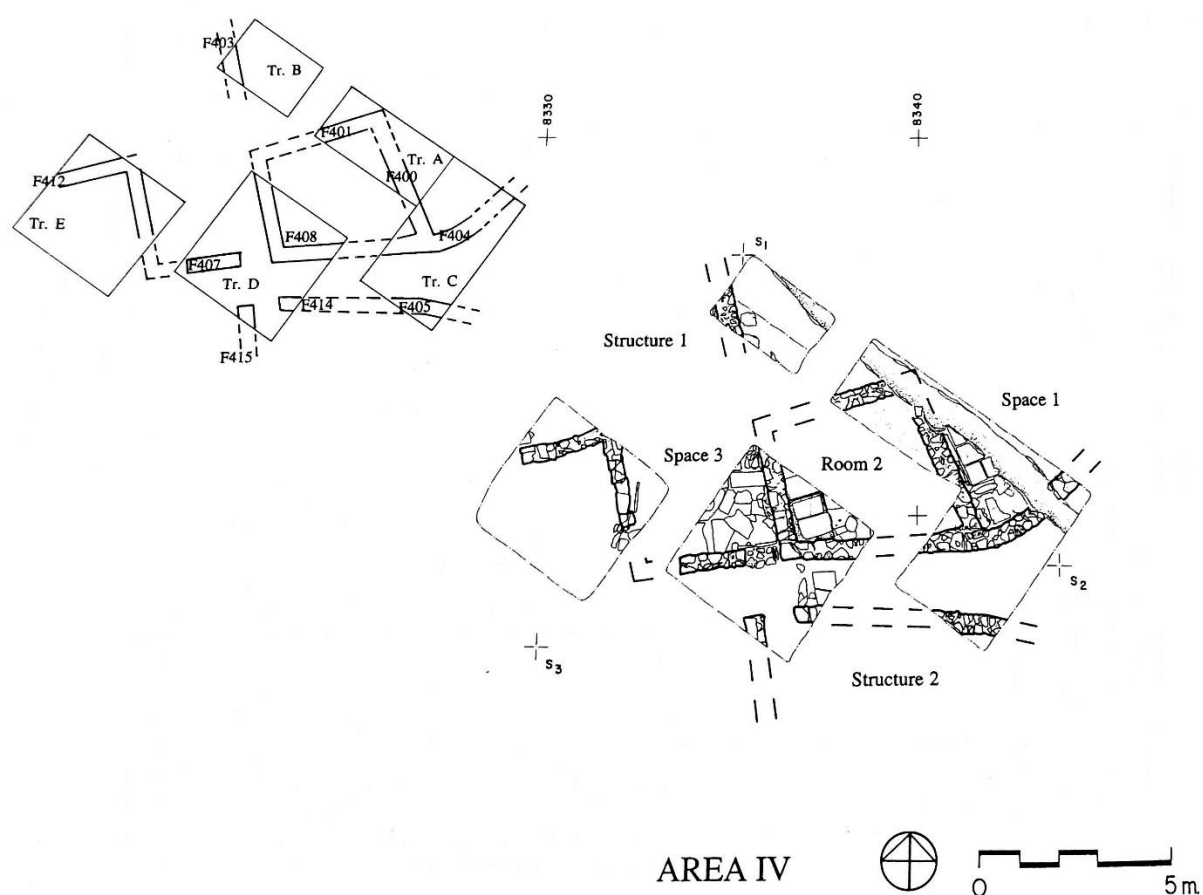 F403
Tr. B
8330
8340
F401
Tr. A
F412
F400
Tr. E
F408
F404
F407
Tr. D
Tr. C
F414
F405
F415
S1
Structure 1
Space 1
Space 3
Room 2
S2
S3
Structure 2
AREA IV
0
5m